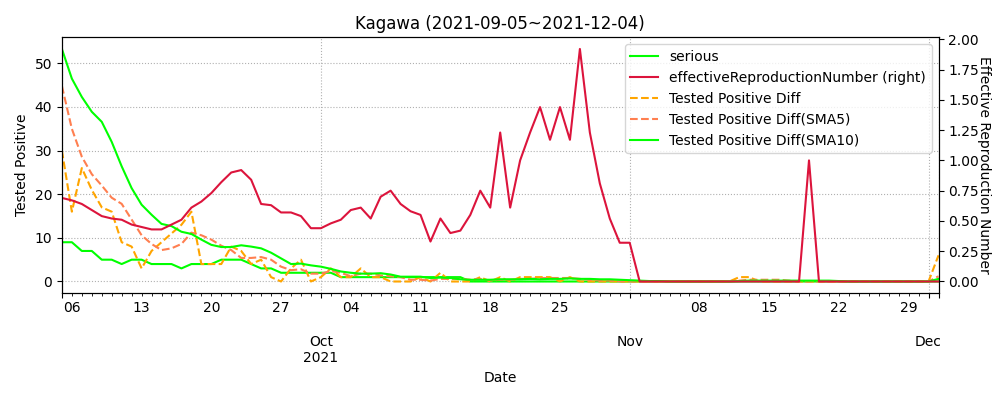 Kagawa (2021-09-05~2021-12-04)
serious
effectiveReproductionNumber (right)
Tested Positive Diff
Tested Positive Diff(SMA5)
Tested Positive Diff(SMA10)
Tested Positive
50
40
30
20
10
0
2.00
1.75
1.50
1.25
1.00
0.75
0.50
0.25
0.00
Effective Reproduction Number
06 13 20 27 04 11 18 25 08 15 22 29
Oct Nov Dec
2021
Date